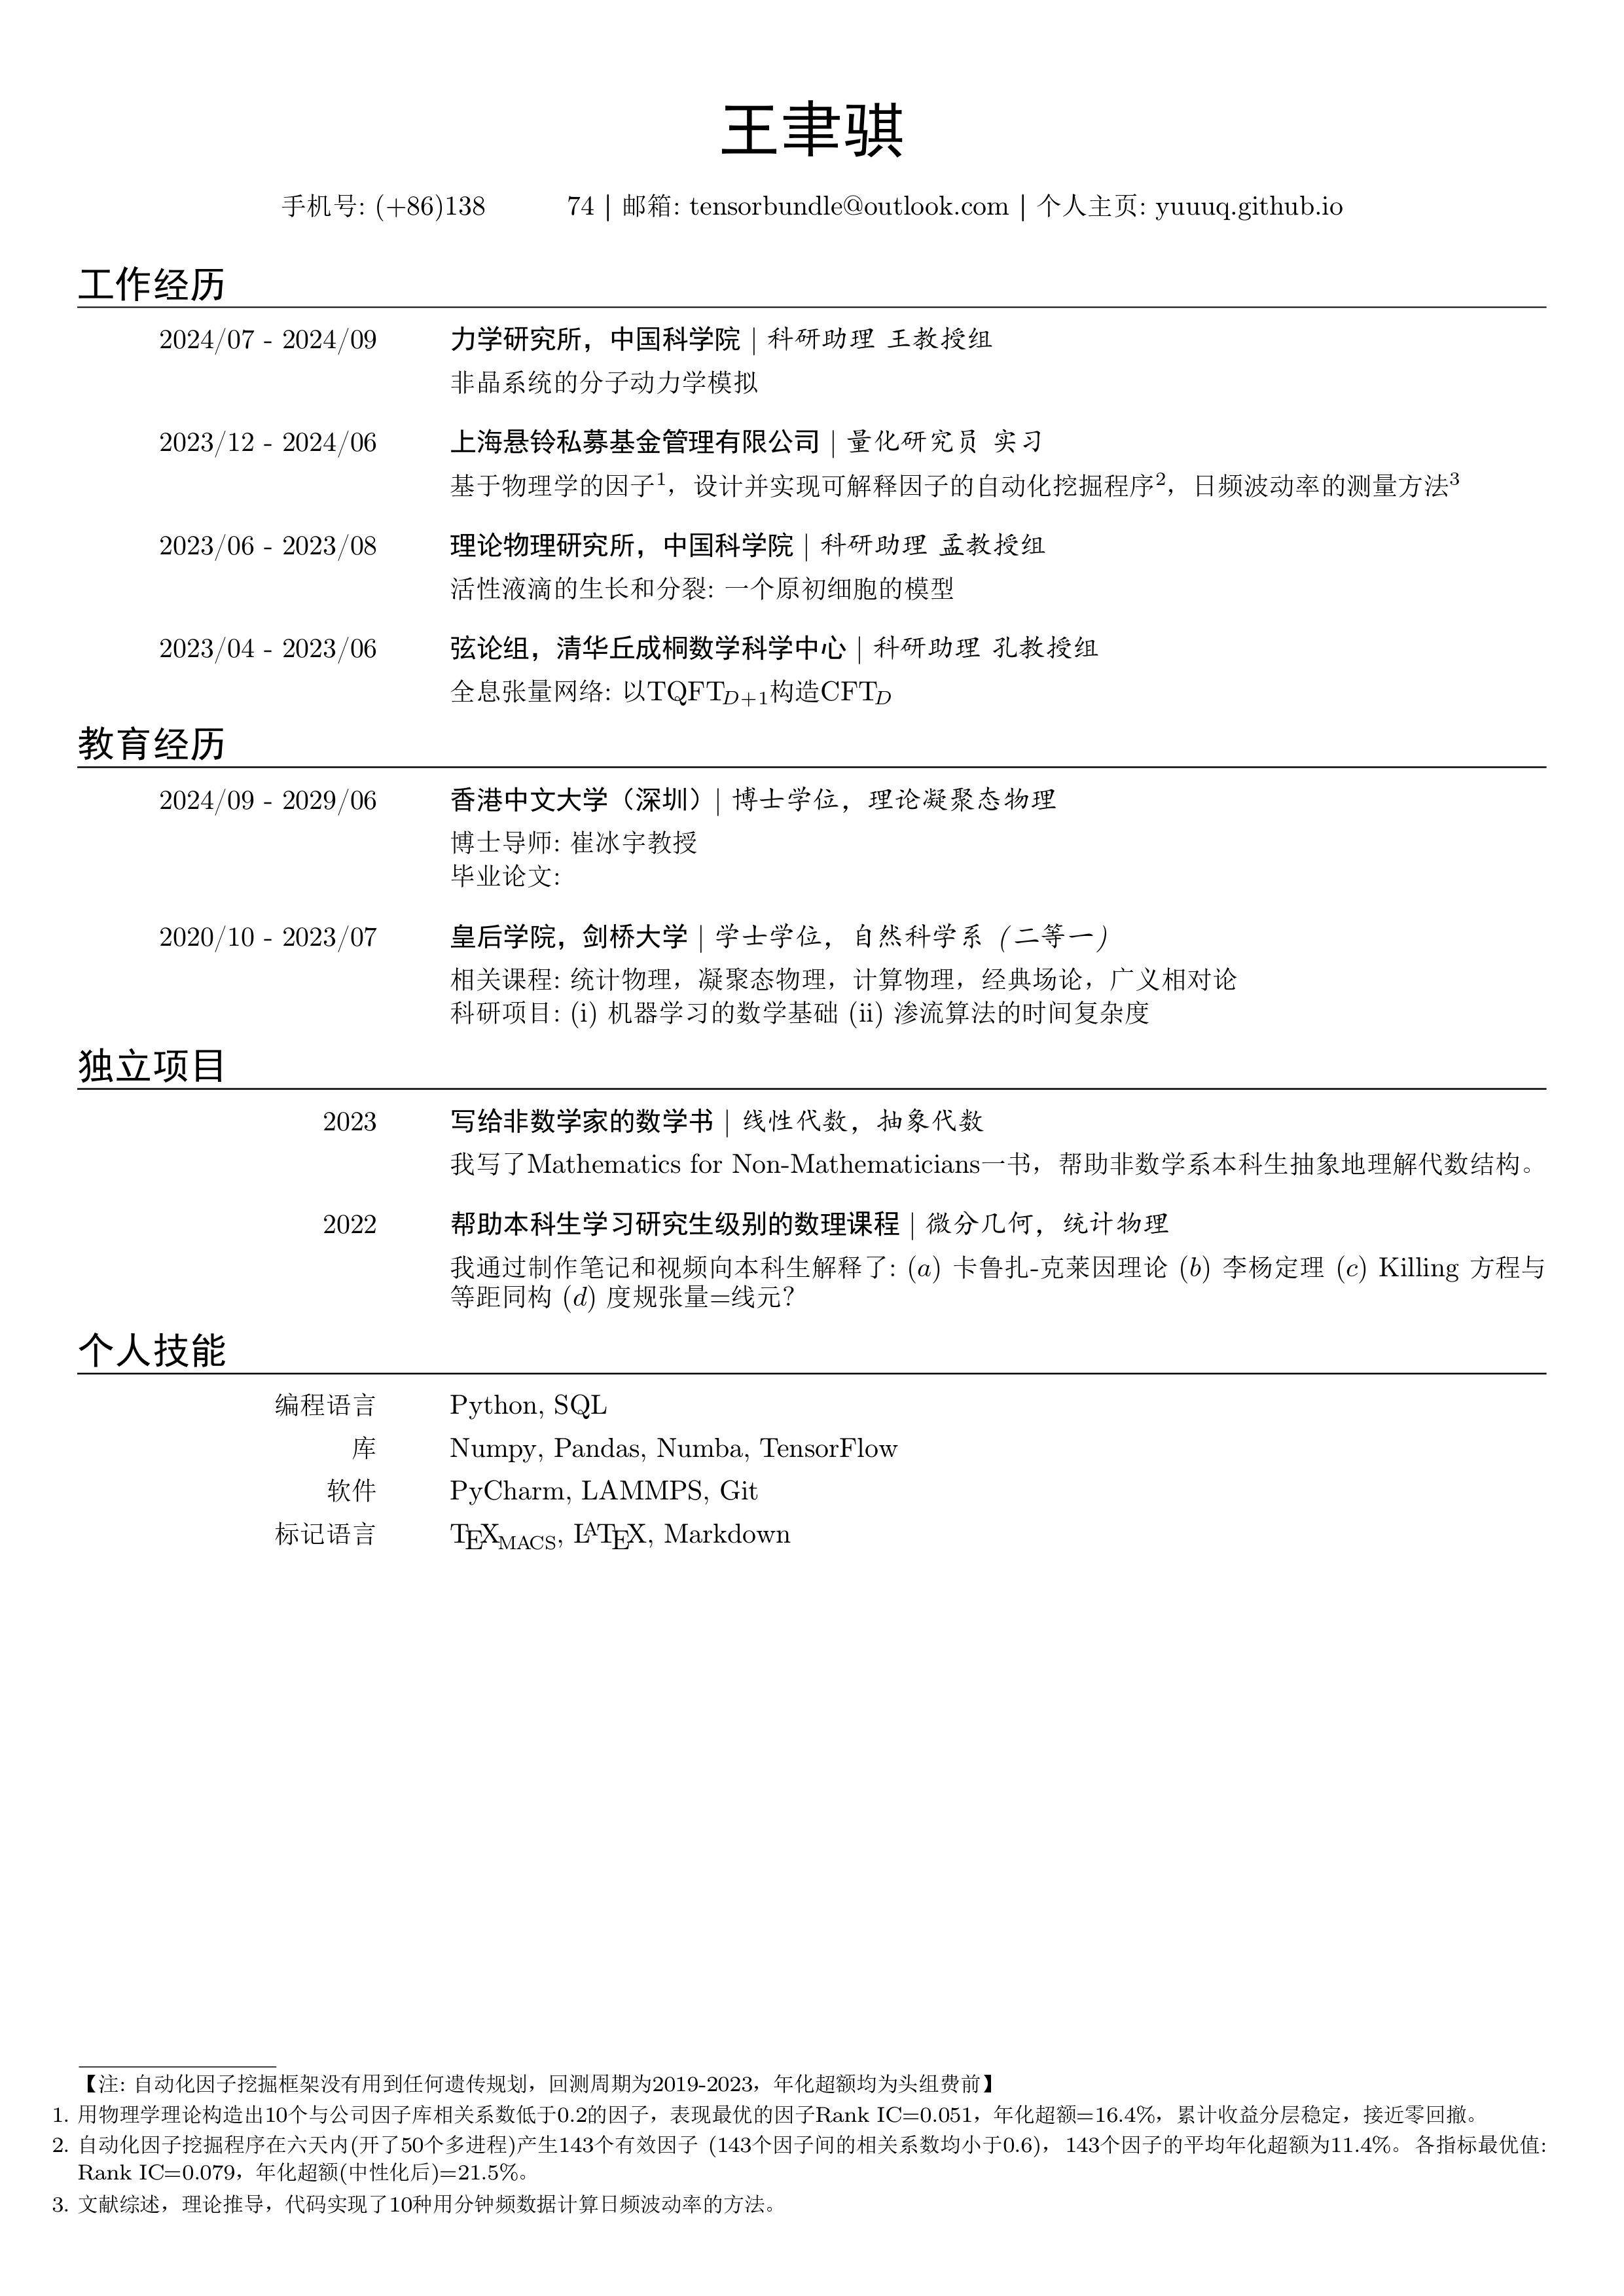 王聿骐
手机号: (+86)138 74 | 邮箱: tensorbundle@outlook.com | 个人主页: yuuuq.github.io
工作经历
2024/07 - 2024/09 力学研究所，中国科学院 | 科研助理 王教授组
非晶系统的分子动力学模拟
2023/12 - 2024/06 上海悬铃私募基金管理有限公司 | 量化研究员 实习
基于物理学的因子1，设计并实现可解释因子的自动化挖掘程序2，日频波动率的测量方法3
2023/06 - 2023/08 理论物理研究所，中国科学院 | 科研助理 孟教授组
活性液滴的生长和分裂: 一个原初细胞的模型
2023/04 - 2023/06 弦论组，清华丘成桐数学科学中心 | 科研助理 孔教授组
全息张量网络: 以TQFT_{D+1}构造CFT_D
教育经历
2024/09 - 2029/06 香港中文大学（深圳）| 博士学位，理论凝聚态物理
博士导师: 崔冰宇教授
毕业论文:
2020/10 - 2023/07 皇后学院，剑桥大学 | 学士学位，自然科学系 (二等一)
相关课程: 统计物理，凝聚态物理，计算物理，经典场论，广义相对论
科研项目: (i) 机器学习的数学基础 (ii) 渗流算法的时间复杂度
独立项目
2023 写给非数学家的数学书 | 线性代数，抽象代数
我写了Mathematics for Non-Mathematicians一书，帮助非数学系本科生抽象地理解代数结构。
2022 帮助本科生学习研究生级别的数理课程 | 微分几何，统计物理
我通过制作笔记和视频向本科生解释了: (a) 卡鲁扎-克莱因理论 (b) 李杨定理 (c) Killing 方程与
等距同构 (d) 度规张量=线元?
个人技能
编程语言 Python, SQL
库 Numpy, Pandas, Numba, TensorFlow
软件 PyCharm, LAMMPS, Git
标记语言 TEXMACS, LATEX, Markdown
【注: 自动化因子挖掘框架没有用到任何遗传规划，回测周期为2019-2023，年化超额均为头组费前】
1. 用物理学理论构造出10个与公司因子库相关系数低于0.2的因子，表现最优的因子Rank IC=0.051，年化超额=16.4%，累计收益分层稳定，接近零回撤。
2. 自动化因子挖掘程序在六天内(开了50个多进程)产生143个有效因子 (143个因子间的相关系数均小于0.6)，143个因子的平均年化超额为11.4%。各指标最优值:
Rank IC=0.079，年化超额(中性化后)=21.5%。
3. 文献综述，理论推导，代码实现了10种用分钟频数据计算日频波动率的方法。